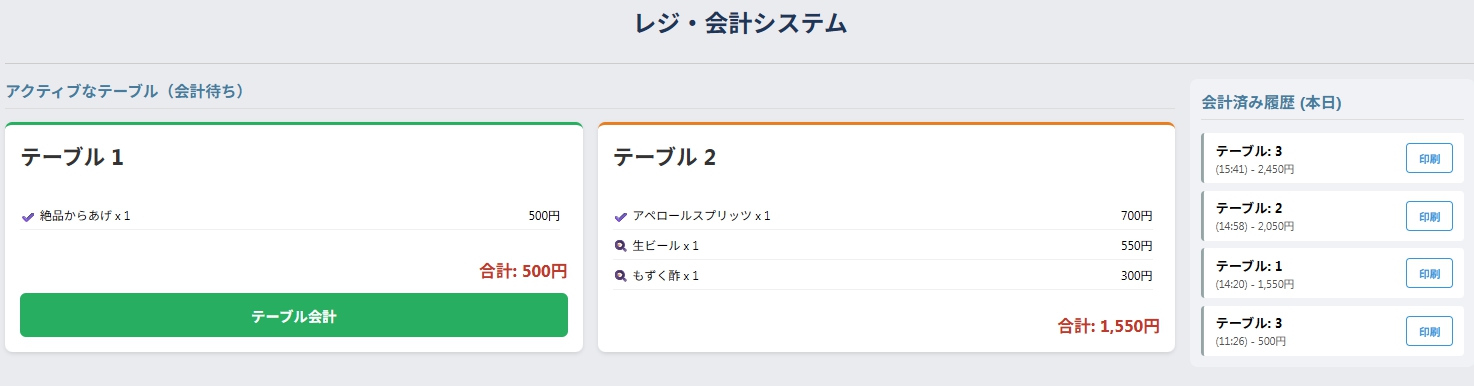 レジ・会計システム
アクティブなテーブル（会計待ち）
テーブル 1
絶品からあげ x 1 500円
合計: 500円
テーブル会計
テーブル 2
アペロールスプリッツ x 1 700円
生ビール x 1 550円
もずく酢 x 1 300円
合計: 1,550円
会計済み履歴 (本日)
テーブル: 3
(15:41) - 2,450円
印刷
テーブル: 2
(14:58) - 2,050円
印刷
テーブル: 1
(14:20) - 1,550円
印刷
テーブル: 3
(11:26) - 500円
印刷